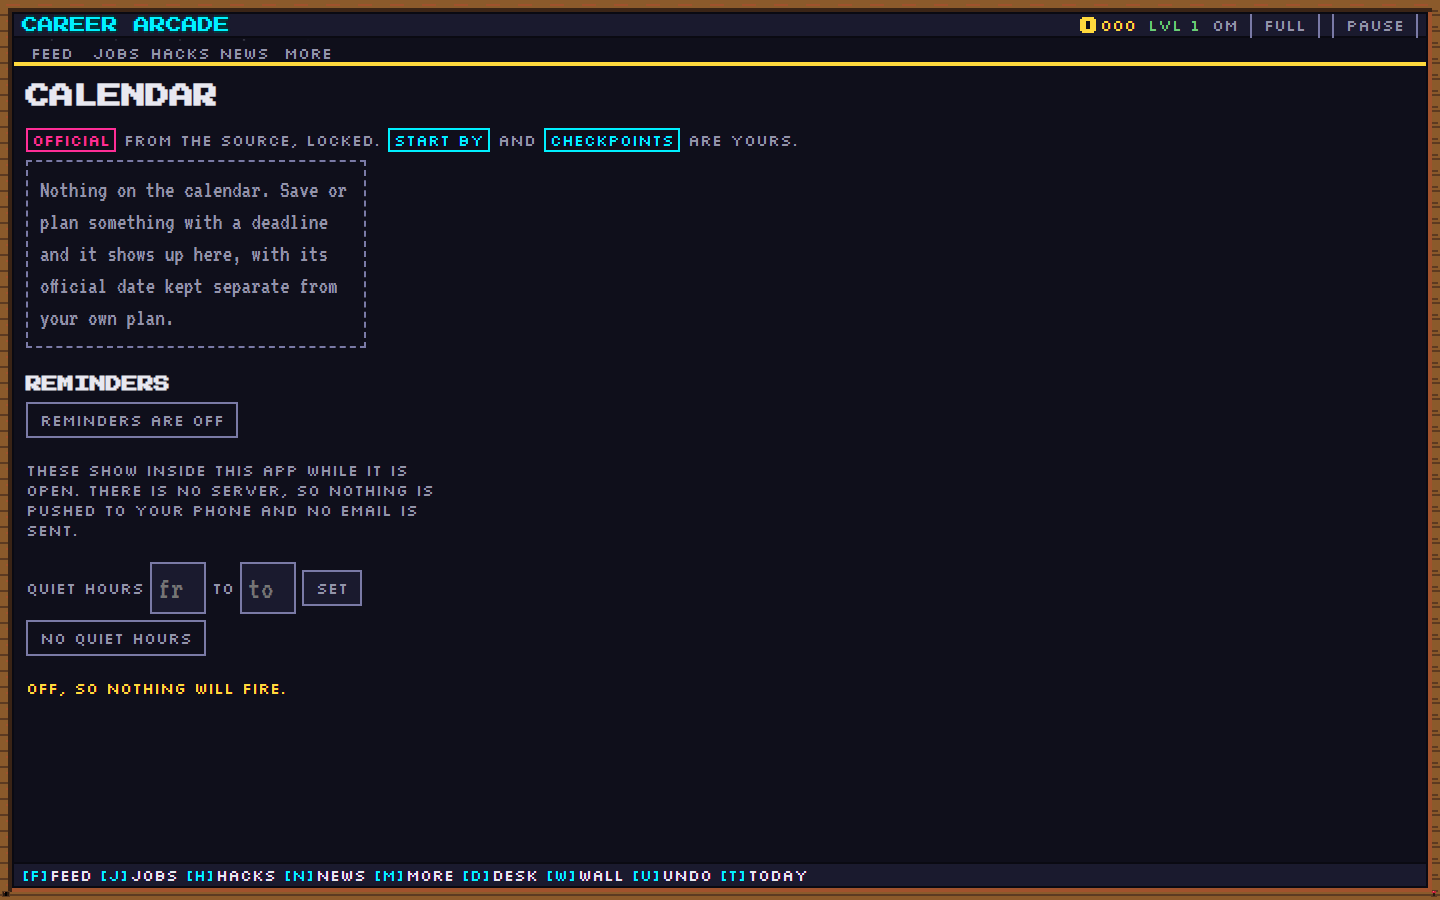 CAREER ARCADE
000 LVL 1 0M FULL PAUSE
FEED JOBS HACKS NEWS MORE
CALENDAR
OFFICIAL FROM THE SOURCE, LOCKED. START BY AND CHECKPOINTS ARE YOURS.
Nothing on the calendar. Save or
plan something with a deadline
and it shows up here, with its
official date kept separate from
your own plan.
REMINDERS
REMINDERS ARE OFF
THESE SHOW INSIDE THIS APP WHILE IT IS
OPEN. THERE IS NO SERVER, SO NOTHING IS
PUSHED TO YOUR PHONE AND NO EMAIL IS
SENT.
QUIET HOURS fr TO to SET
NO QUIET HOURS
OFF, SO NOTHING WILL FIRE.
[F]FEED [J]JOBS [H]HACKS [N]NEWS [M]MORE [D]DESK [W]WALL [U]UNDO [T]TODAY